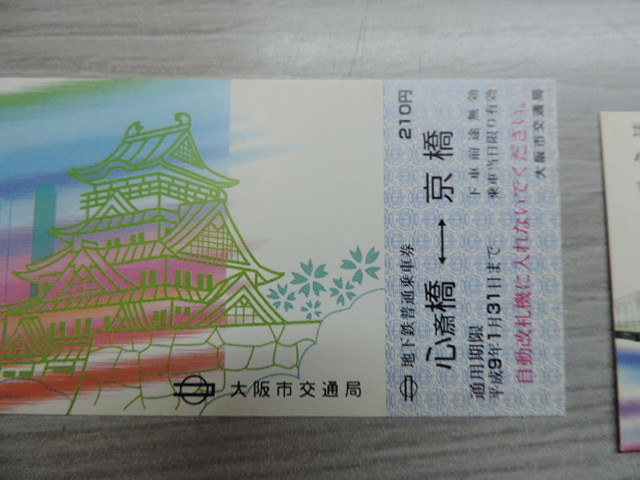 地下鉄普通乗車券 210円
心斎橋 ↔ 京橋
通用期限 下車前途無効
平成9年1月31日まで 乗車当日限り有効
自動改札機に入れないでください。
大阪市交通局
大阪市交通局